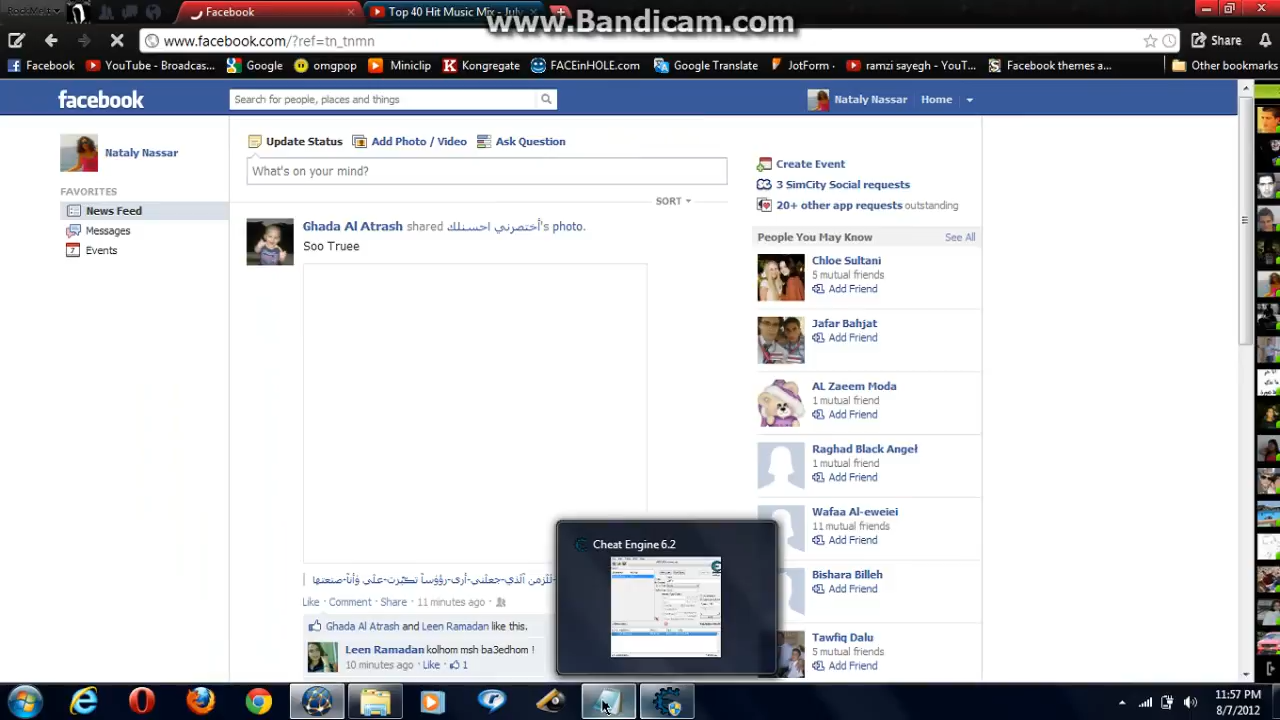 RockMelt
Facebook
Top 40 Hit Music Mix - July
www.Bandicam.com
www.facebook.com/?ref=tn_tnmn
Share
Facebook
YouTube - Broadcas...
Google
omgpop
Miniclip
Kongregate
FACEinHOLE.com
Google Translate
JotForm
ramzi sayegh - YouT...
Facebook themes a...
Other bookmarks
facebook
Search for people, places and things
Nataly Nassar
Home
Nataly Nassar
FAVORITES
News Feed
Messages
Events
Update Status
Add Photo / Video
Ask Question
What's on your mind?
SORT
Ghada Al Atrash shared أختصرني احسنلك's photo.
Soo Truee
Like · Comment · Share · 11 minutes ago ·
Ghada Al Atrash and Leen Ramadan like this.
Leen Ramadan kolhom msh ba3edhom !
10 minutes ago · Like · 1
Create Event
3 SimCity Social requests
20+ other app requests outstanding
People You May Know
See All
Chloe Sultani
5 mutual friends
Add Friend
Jafar Bahjat
Add Friend
AL Zaeem Moda
1 mutual friend
Add Friend
Raghad Black Angeł
1 mutual friend
Add Friend
Wafaa Al-eweiei
11 mutual friends
Add Friend
Bishara Billeh
Add Friend
Tawfiq Dalu
5 mutual friends
Add Friend
Cheat Engine 6.2
11:57 PM
8/7/2012